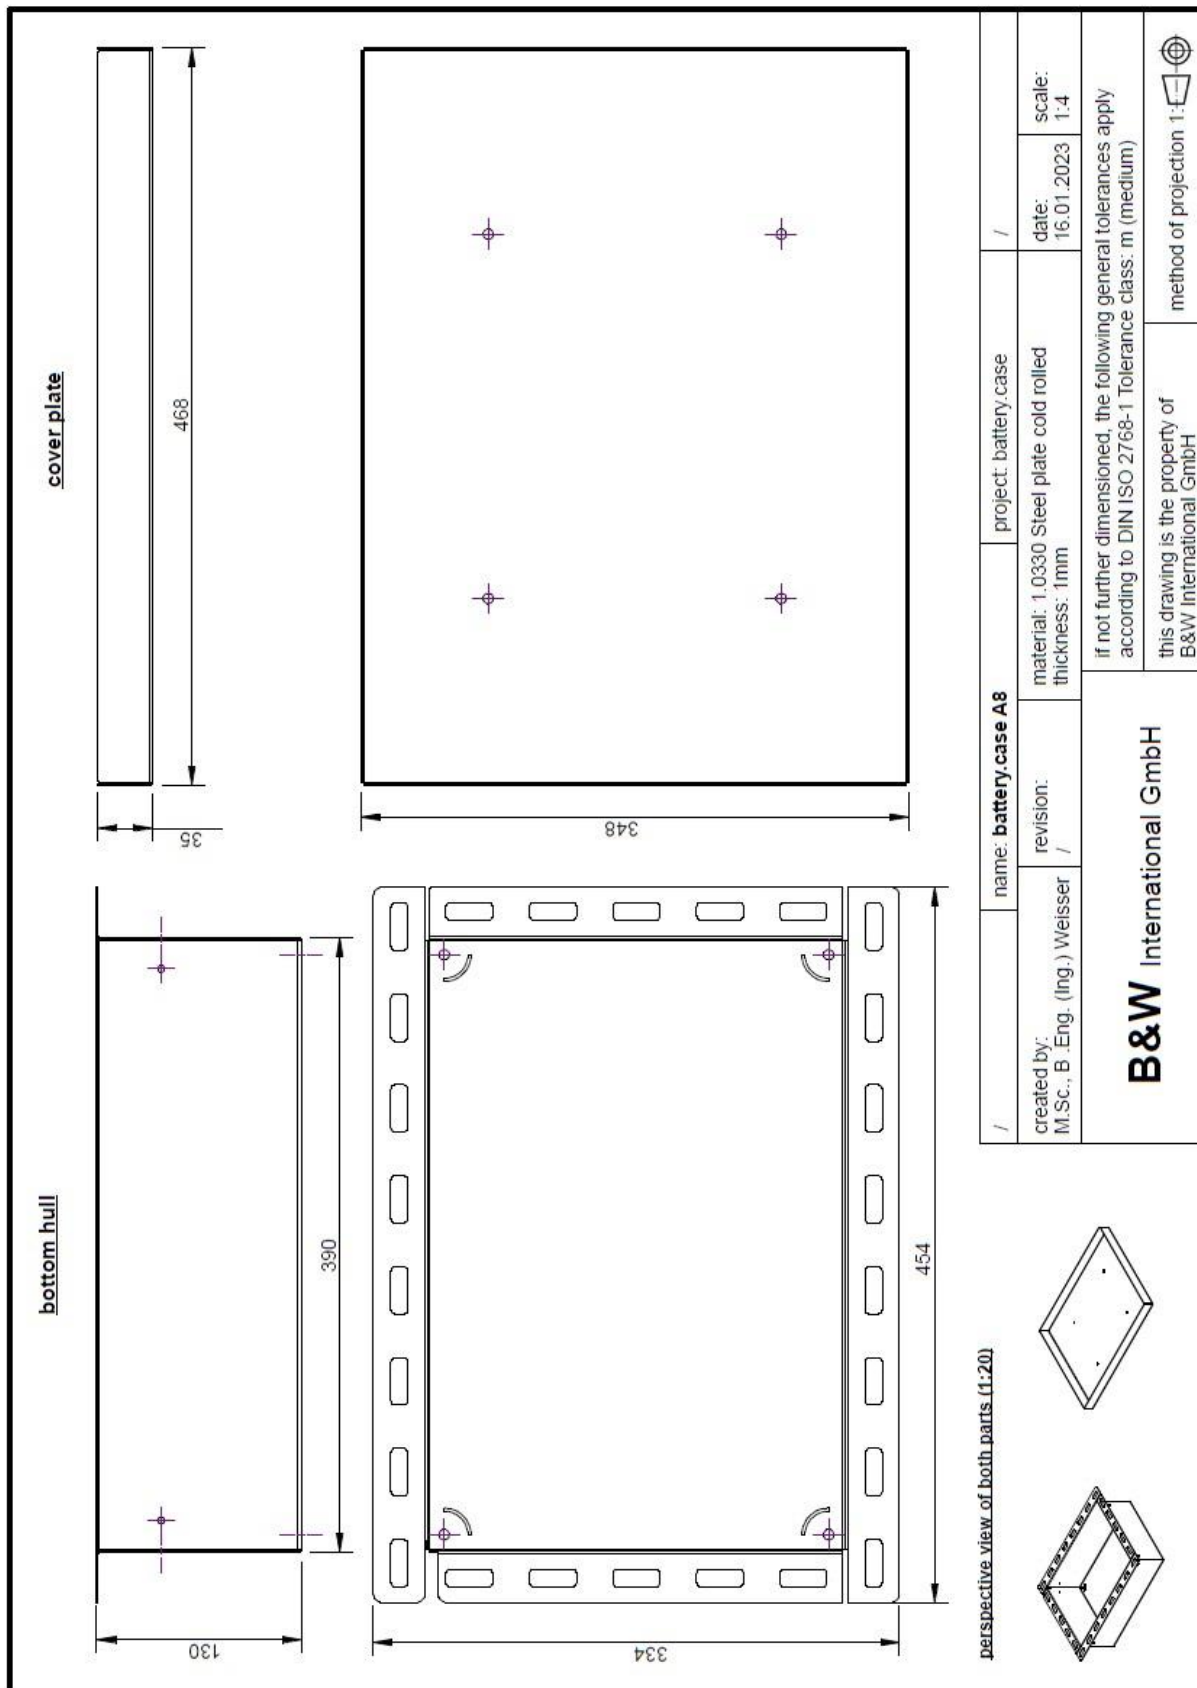 bottom hull
cover plate
130
390
35
468
334
454
348
perspective view of both parts (1:20)
/
name: battery.case A8
project: battery.case
/
created by:
M.Sc., B .Eng. (Ing.) Weisser
revision:
/
material: 1.0330 Steel plate cold rolled
thickness: 1mm
date:
16.01.2023
scale:
1:4
B&W International GmbH
if not further dimensioned, the following general tolerances apply
according to DIN ISO 2768-1 Tolerance class: m (medium)
this drawing is the property of
B&W International GmbH
method of projection 1: